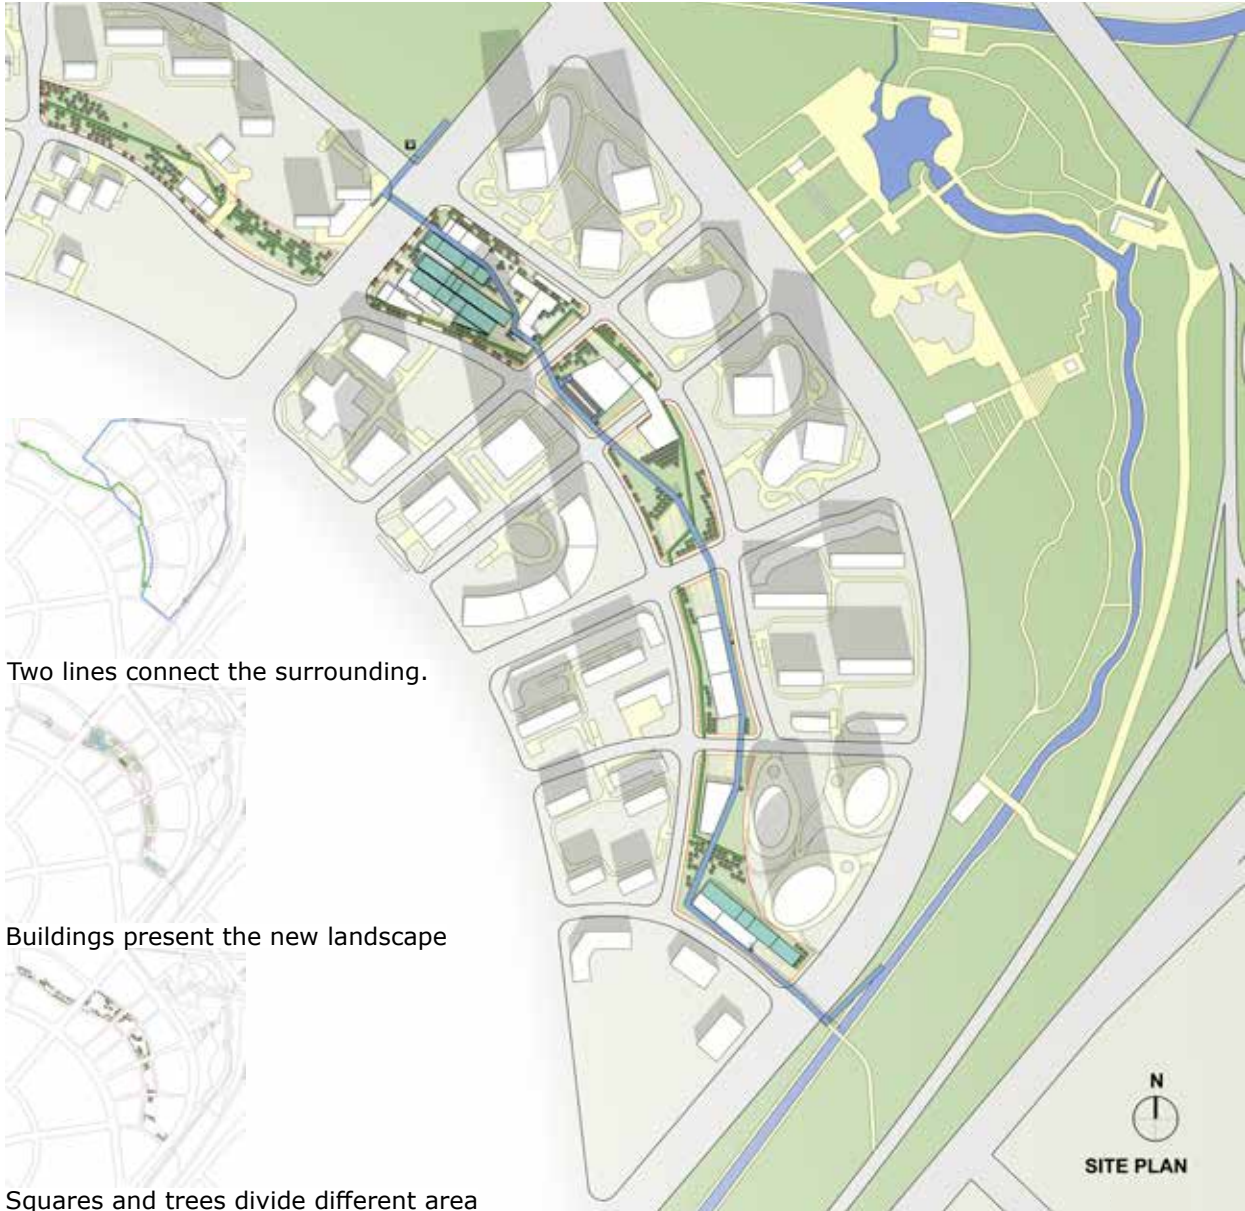 Two lines connect the surrounding.
Buildings present the new landscape
Squares and trees divide different area
N
SITE PLAN